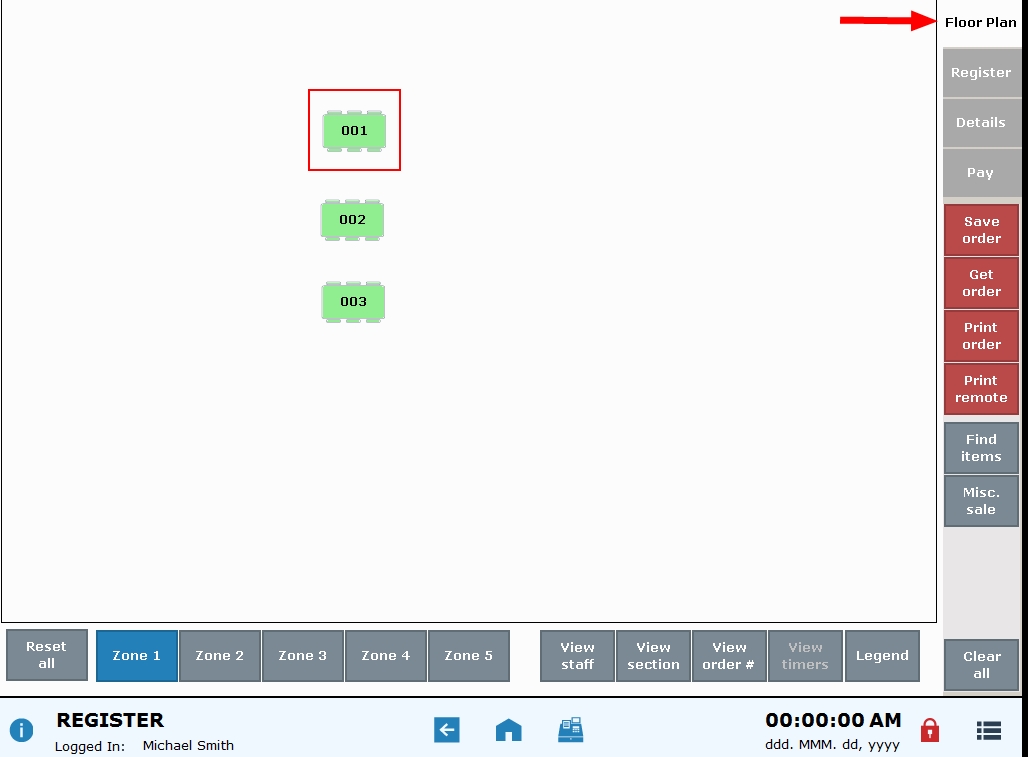 Floor Plan
Register
Details
Pay
001
002
003
Save
order
Get
order
Print
order
Print
remote
Find
items
Misc.
sale
Reset
all
Zone 1
Zone 2
Zone 3
Zone 4
Zone 5
View
staff
View
section
View
order #
View
timers
Legend
Clear
all
REGISTER
Logged In: Michael Smith
00:00:00 AM
ddd. MMM. dd, yyyy